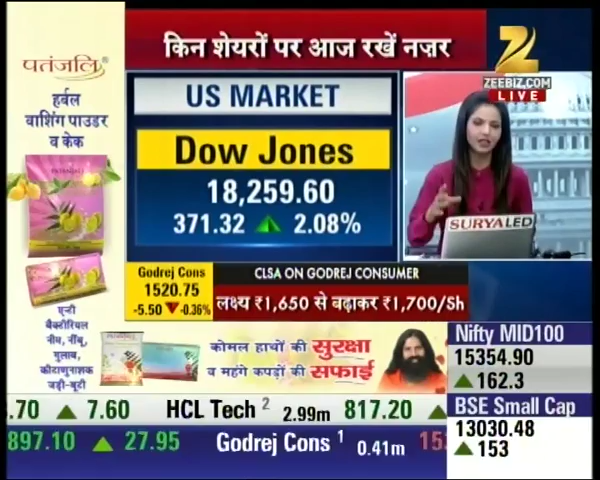 किन शेयरों पर आज रखें नज़र
ZEEBIZ.COM
LIVE
पतंजलि®
हर्बल
वाशिंग पाउडर
व केक
US MARKET
Dow Jones
18,259.60
371.32 ▲ 2.08%
SURYA LED
Godrej Cons
1520.75
-5.50 ▼ -0.36%
CLSA ON GODREJ CONSUMER
लक्ष्य ₹1,650 से बढ़ाकर ₹1,700/Sh
एन्टी
बैक्टीरियल
नीम, नींबू,
गुलाब,
कीटाणुनाशक
जड़ी-बूटी
कोमल हाथों की सुरक्षा
व महंगे कपड़ों की सफाई
Nifty MID100
15354.90
▲ 162.3
BSE Small Cap
13030.48
▲ 153
.70 ▲ 7.60 HCL Tech 2 2.99m 817.20 ▲
897.10 ▲ 27.95 Godrej Cons 1 0.41m 15